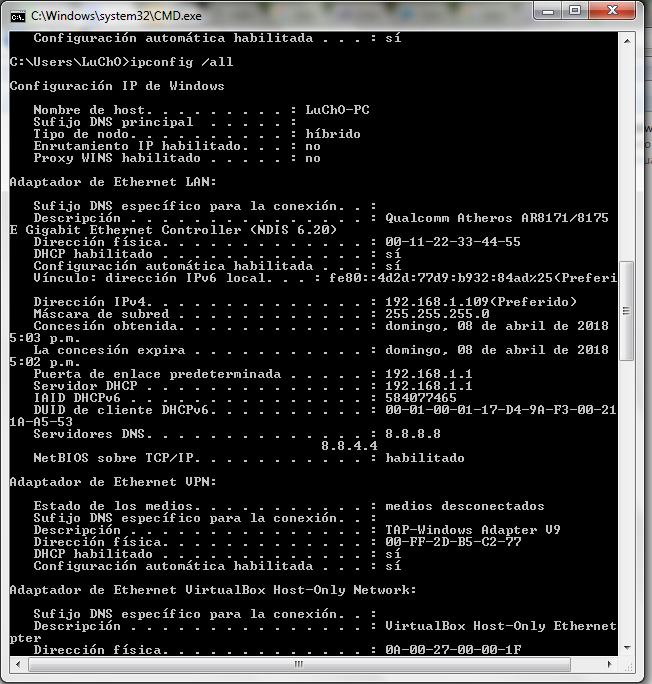 C:\Windows\system32\CMD.exe
Configuración automática habilitada . . . : sí
C:\Users\LuChO>ipconfig /all
Configuración IP de Windows
Nombre de host. . . . . . . . . : LuChO-PC
Sufijo DNS principal  . . . . . :
Tipo de nodo. . . . . . . . . . : híbrido
Enrutamiento IP habilitado. . . : no
Proxy WINS habilitado . . . . . : no
Adaptador de Ethernet LAN:
Sufijo DNS específico para la conexión. . :
Descripción . . . . . . . . . . . . . . . : Qualcomm Atheros AR8171/8175
E Gigabit Ethernet Controller (NDIS 6.20)
Dirección física. . . . . . . . . . . . . : 00-11-22-33-44-55
DHCP habilitado . . . . . . . . . . . . . : sí
Configuración automática habilitada . . . : sí
Vínculo: dirección IPv6 local. . . : fe80::4d2d:77d9:b932:84ad%25(Preferi
Dirección IPv4. . . . . . . . . . . . . . : 192.168.1.109(Preferido)
Máscara de subred . . . . . . . . . . . . : 255.255.255.0
Concesión obtenida. . . . . . . . . . . . : domingo, 08 de abril de 2018
5:03 p.m.
La concesión expira . . . . . . . . . . . : domingo, 08 de abril de 2018
5:02 p.m.
Puerta de enlace predeterminada . . . . . : 192.168.1.1
Servidor DHCP . . . . . . . . . . . . . . : 192.168.1.1
IAID DHCPv6 . . . . . . . . . . . . . . . : 584077465
DUID de cliente DHCPv6. . . . . . . . . . : 00-01-00-01-17-D4-9A-F3-00-21
1A-A5-53
Servidores DNS. . . . . . . . . . . . . . : 8.8.8.8
8.8.4.4
NetBIOS sobre TCP/IP. . . . . . . . . . . : habilitado
Adaptador de Ethernet VPN:
Estado de los medios. . . . . . . . . . . : medios desconectados
Sufijo DNS específico para la conexión. . :
Descripción . . . . . . . . . . . . . . . : TAP-Windows Adapter V9
Dirección física. . . . . . . . . . . . . : 00-FF-2D-B5-C2-77
DHCP habilitado . . . . . . . . . . . . . : sí
Configuración automática habilitada . . . : sí
Adaptador de Ethernet VirtualBox Host-Only Network:
Sufijo DNS específico para la conexión. . :
Descripción . . . . . . . . . . . . . . . : VirtualBox Host-Only Ethernet
pter
Dirección física. . . . . . . . . . . . . : 0A-00-27-00-00-1F